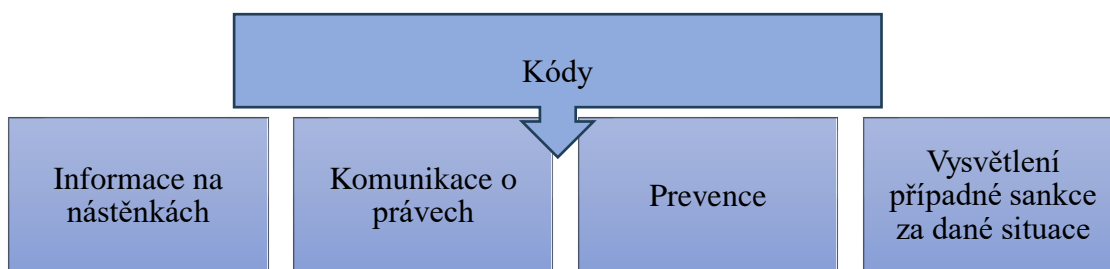 Kódy
Informace na
nástěnkách
Komunikace o
právech
Prevence
Vysvětlení
případné sankce
za dané situace